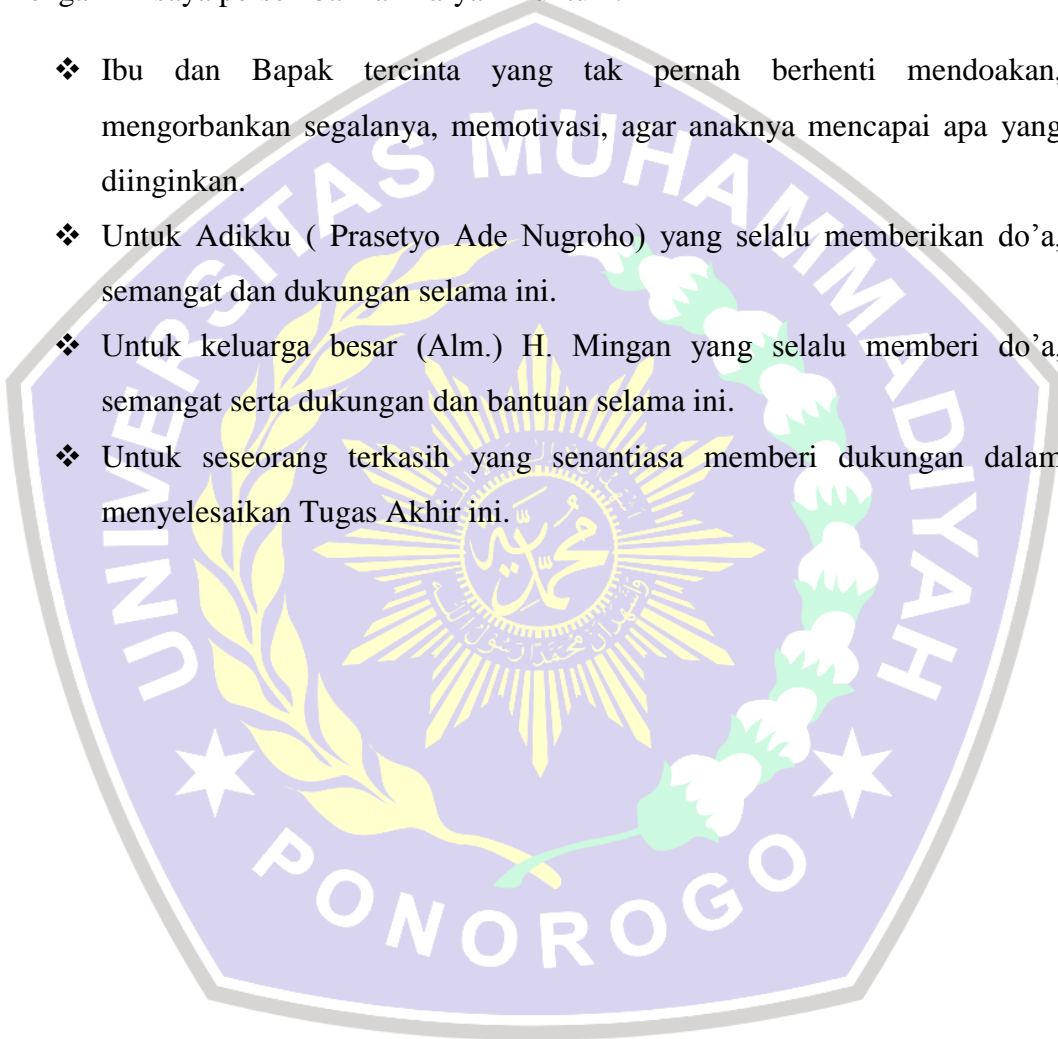 ❖ Ibu dan Bapak tercinta yang tak pernah berhenti mendoakan,
mengorbankan segalanya, memotivasi, agar anaknya mencapai apa yang
diinginkan.
❖ Untuk Adikku ( Prasetyo Ade Nugroho) yang selalu memberikan do’a,
semangat dan dukungan selama ini.
❖ Untuk keluarga besar (Alm.) H. Mingan yang selalu memberi do’a,
semangat serta dukungan dan bantuan selama ini.
❖ Untuk seseorang terkasih yang senantiasa memberi dukungan dalam
menyelesaikan Tugas Akhir ini.
UNIVERSITAS MUHAMMADIYAH
PONOROGO
محمدية